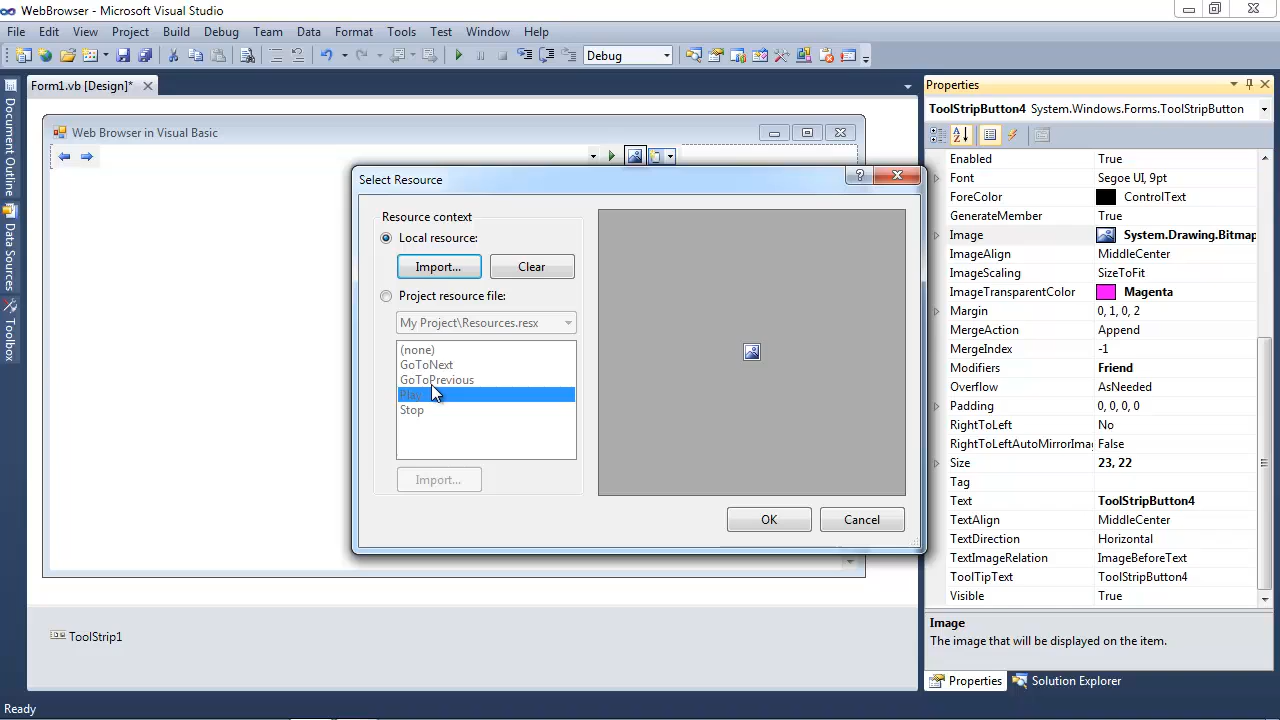 WebBrowser - Microsoft Visual Studio
File Edit View Project Build Debug Team Data Format Tools Test Window Help
Debug
Document Outline
Data Sources
Toolbox
Form1.vb [Design]*
Web Browser in Visual Basic
Select Resource
Resource context
Local resource:
Import... Clear
Project resource file:
My Project\Resources.resx
(none)
GoToNext
GoToPrevious
Play
Stop
Import...
OK Cancel
ToolStrip1
Properties
ToolStripButton4 System.Windows.Forms.ToolStripButton
Enabled True
Font Segoe UI, 9pt
ForeColor ControlText
GenerateMember True
Image System.Drawing.Bitmap
ImageAlign MiddleCenter
ImageScaling SizeToFit
ImageTransparentColor Magenta
Margin 0, 1, 0, 2
MergeAction Append
MergeIndex -1
Modifiers Friend
Overflow AsNeeded
Padding 0, 0, 0, 0
RightToLeft No
RightToLeftAutoMirrorIma False
Size 23, 22
Tag
Text ToolStripButton4
TextAlign MiddleCenter
TextDirection Horizontal
TextImageRelation ImageBeforeText
ToolTipText ToolStripButton4
Visible True
Image
The image that will be displayed on the item.
Properties Solution Explorer
Ready